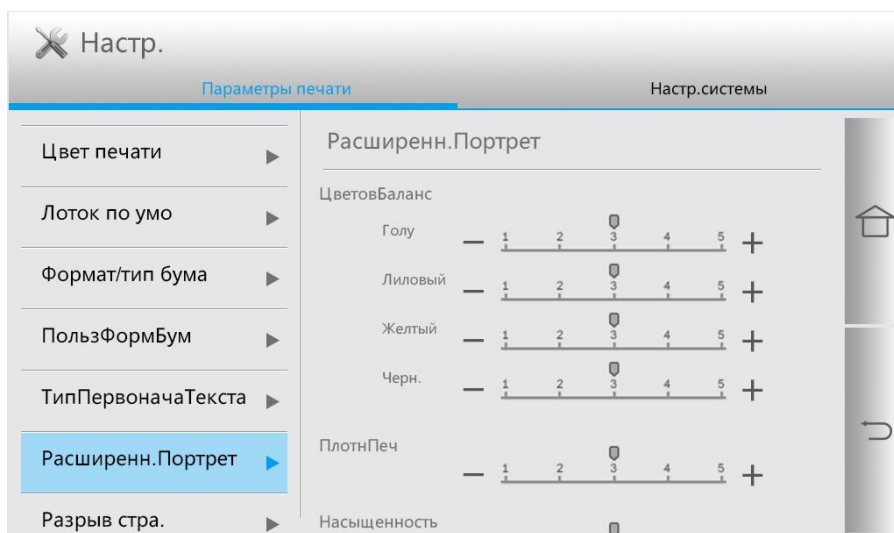 Настр.
Параметры печати
Настр.системы
Цвет печати
Лоток по умо
Формат/тип бума
ПользФормБум
ТипПервоначаТекста
Расширенн.Портрет
Разрыв стра.
Расширенн.Портрет
ЦветовБаланс
Голу
1 2 3 4 5
Лиловый
1 2 3 4 5
Желтый
1 2 3 4 5
Черн.
1 2 3 4 5
ПлотнПеч
1 2 3 4 5
Насыщенность